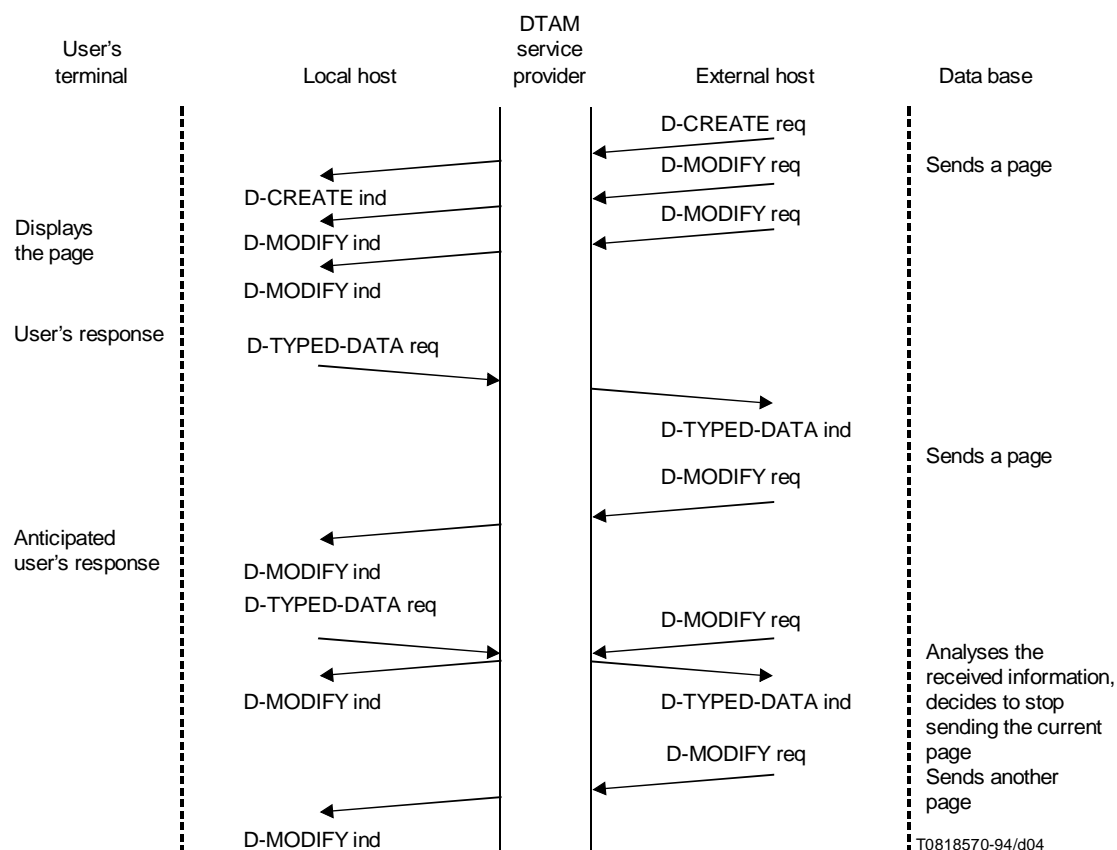 User's
terminal
Local host
DTAM
service
provider
External host
Data base
D-CREATE req
D-MODIFY req
Sends a page
D-CREATE ind
D-MODIFY req
Displays
the page
D-MODIFY ind
D-MODIFY ind
User's response
D-TYPED-DATA req
D-TYPED-DATA ind
Sends a page
D-MODIFY req
Anticipated
user's response
D-MODIFY ind
D-TYPED-DATA req
D-MODIFY req
Analyses the
received information,
decides to stop
sending the current
page
D-MODIFY ind
D-TYPED-DATA ind
D-MODIFY req
Sends another
page
D-MODIFY ind
T0818570-94/d04